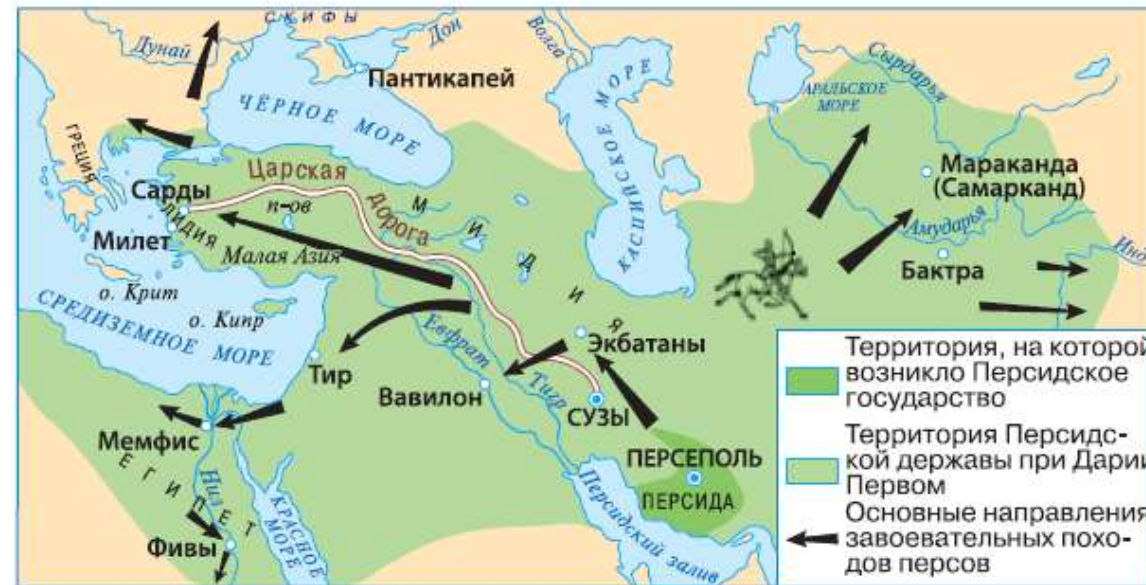 СКИФЫ
Дунай
Дон
Волга
Пантикапей
ЧЁРНОЕ МОРЕ
КАСПИЙСКОЕ МОРЕ
АРАЛЬСКОЕ
МОРЕ
Сырдарья
ГРЕЦИЯ
Мараканда
(Самарканд)
Царская
дорога
Сарды
ЛИДИЯ
п-ов
Малая Азия
Милет
МИДИЯ
Амударья
Бактра
Инд
о. Крит
о. Кипр
СРЕДИЗЕМНОЕ МОРЕ
Тир
Евфрат
Тигр
Экбатаны
Вавилон
СУЗЫ
Мемфис
ЕГИПЕТ
Нил
КРАСНОЕ
МОРЕ
Фивы
ПЕРСЕПОЛЬ
ПЕРСИДА
Персидский залив
Территория, на которой
возникло Персидское
государство
Территория Персидс-
кой державы при Дарии
Первом
Основные направления
завоевательных похо-
дов персов